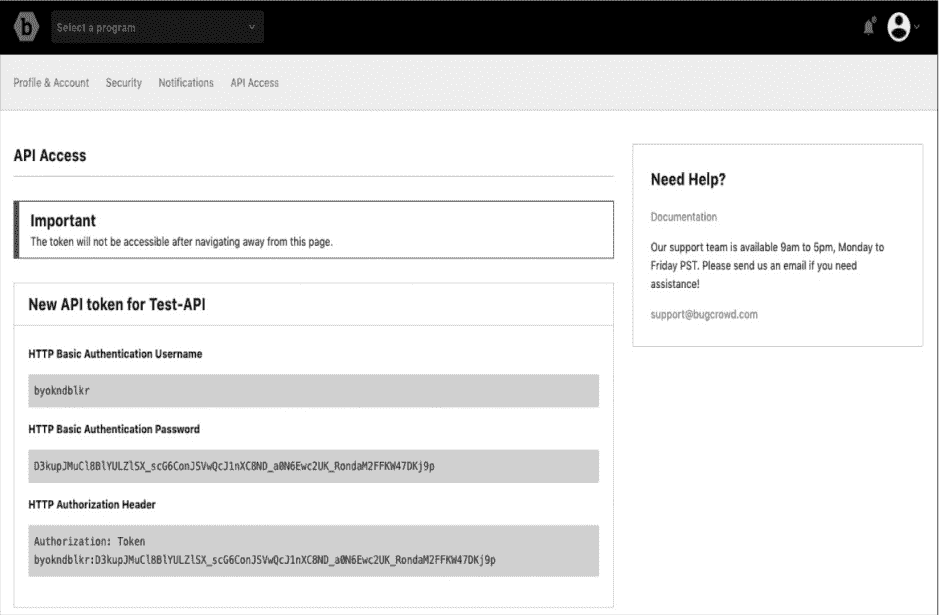 b
Select a program
Profile & Account Security Notifications API Access
API Access
Important
The token will not be accessible after navigating away from this page.
New API token for Test-API
HTTP Basic Authentication Username
byokndblkr
HTTP Basic Authentication Password
D3kupJMuCl8BlYULZlSX_scG6ConJSVwQcJ1nXC8ND_a0N6Ewc2UK_RondaM2FFKW47DKj9p
HTTP Authorization Header
Authorization: Token
byokndblkr:D3kupJMuCl8BlYULZlSX_scG6ConJSVwQcJ1nXC8ND_a0N6Ewc2UK_RondaM2FFKW47DKj9p
Need Help?
Documentation
Our support team is available 9am to 5pm, Monday to
Friday PST. Please send us an email if you need
assistance!
support@bugcrowd.com